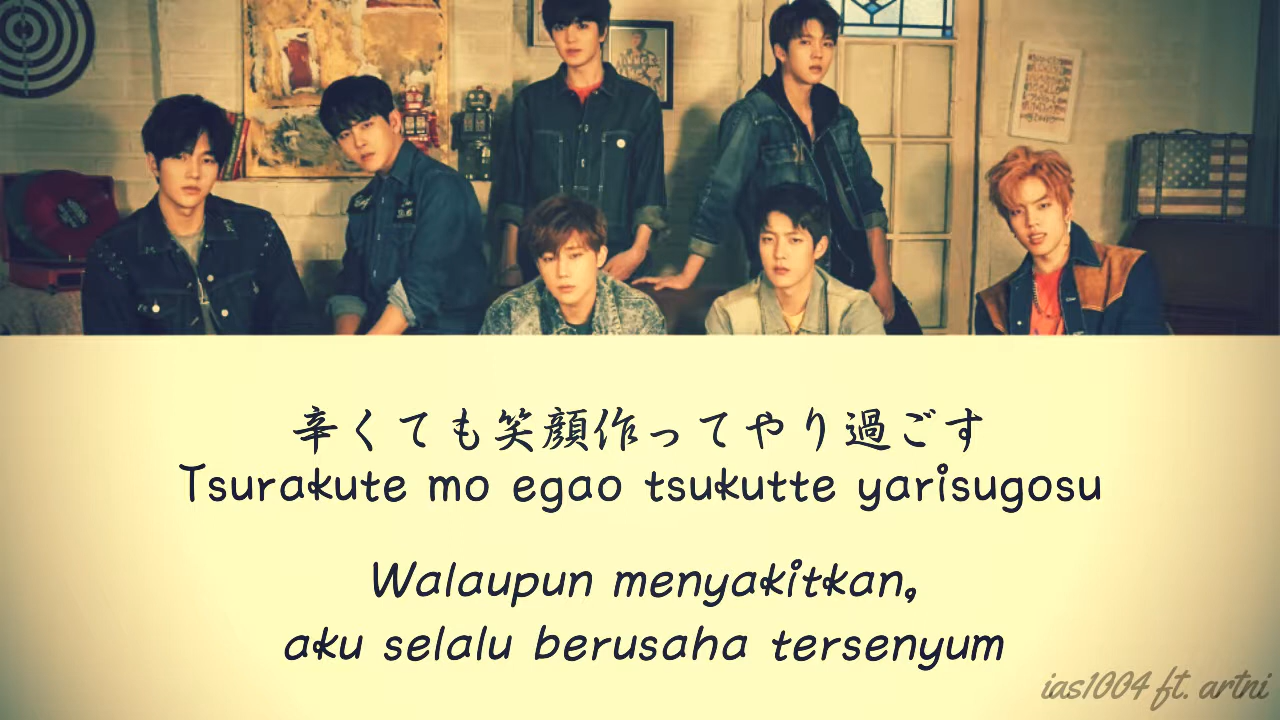 辛くても笑顔作ってやり過ごす
Tsurakute mo egao tsukutte yarisugosu
Walaupun menyakitkan,
aku selalu berusaha tersenyum
ias1004 ft. artni